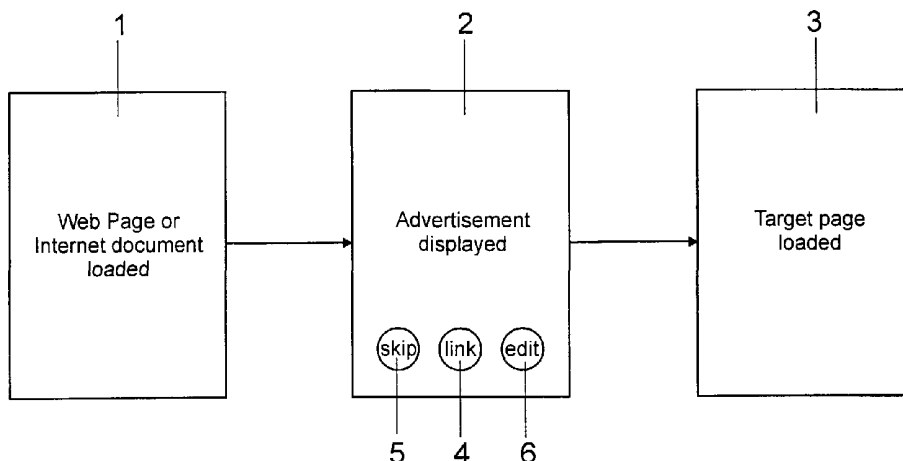 1
2
3
Web Page or
Internet document
loaded
Advertisement
displayed
Target page
loaded
skip
link
edit
5
4
6